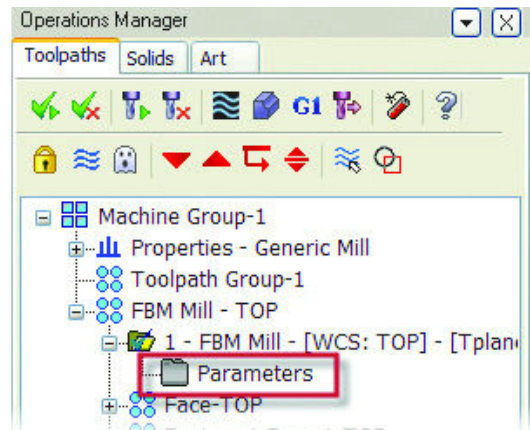 Operations Manager
Toolpaths Solids Art
G1
Machine Group-1
Properties - Generic Mill
Toolpath Group-1
FBM Mill - TOP
1 - FBM Mill - [WCS: TOP] - [Tplan
Parameters
Face-TOP